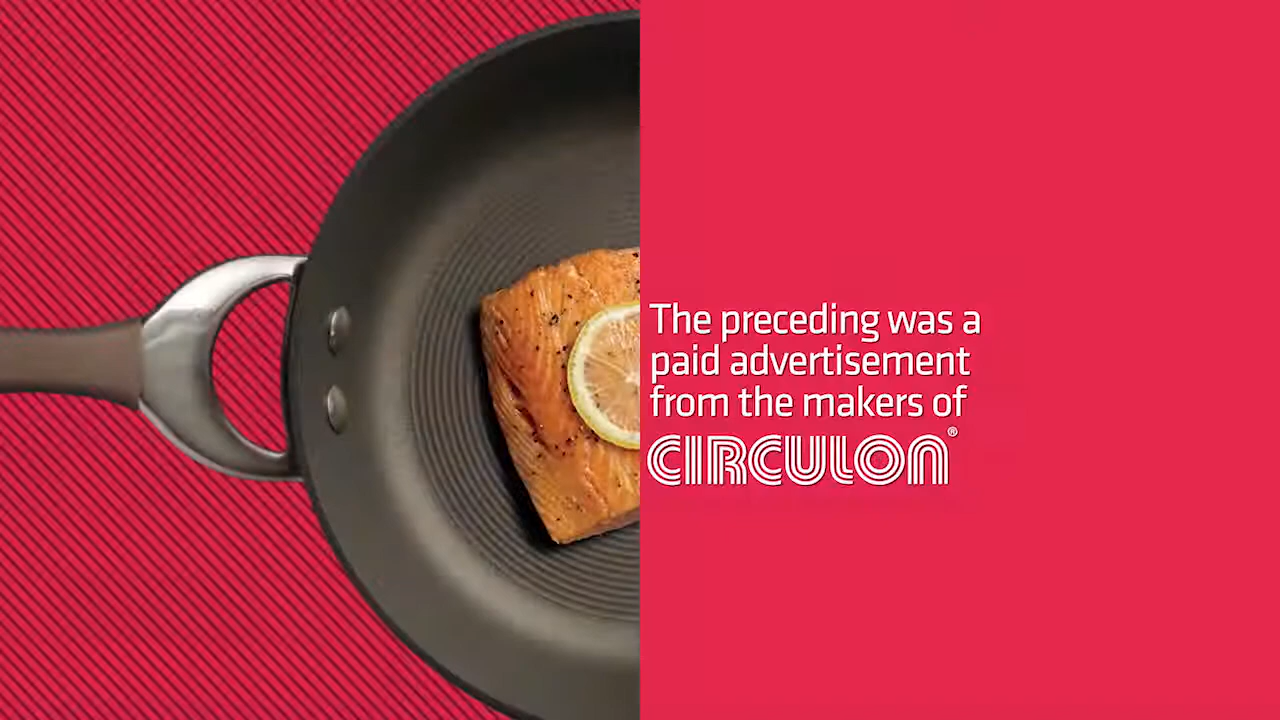 The preceding was a
paid advertisement
from the makers of
CIRCULON®